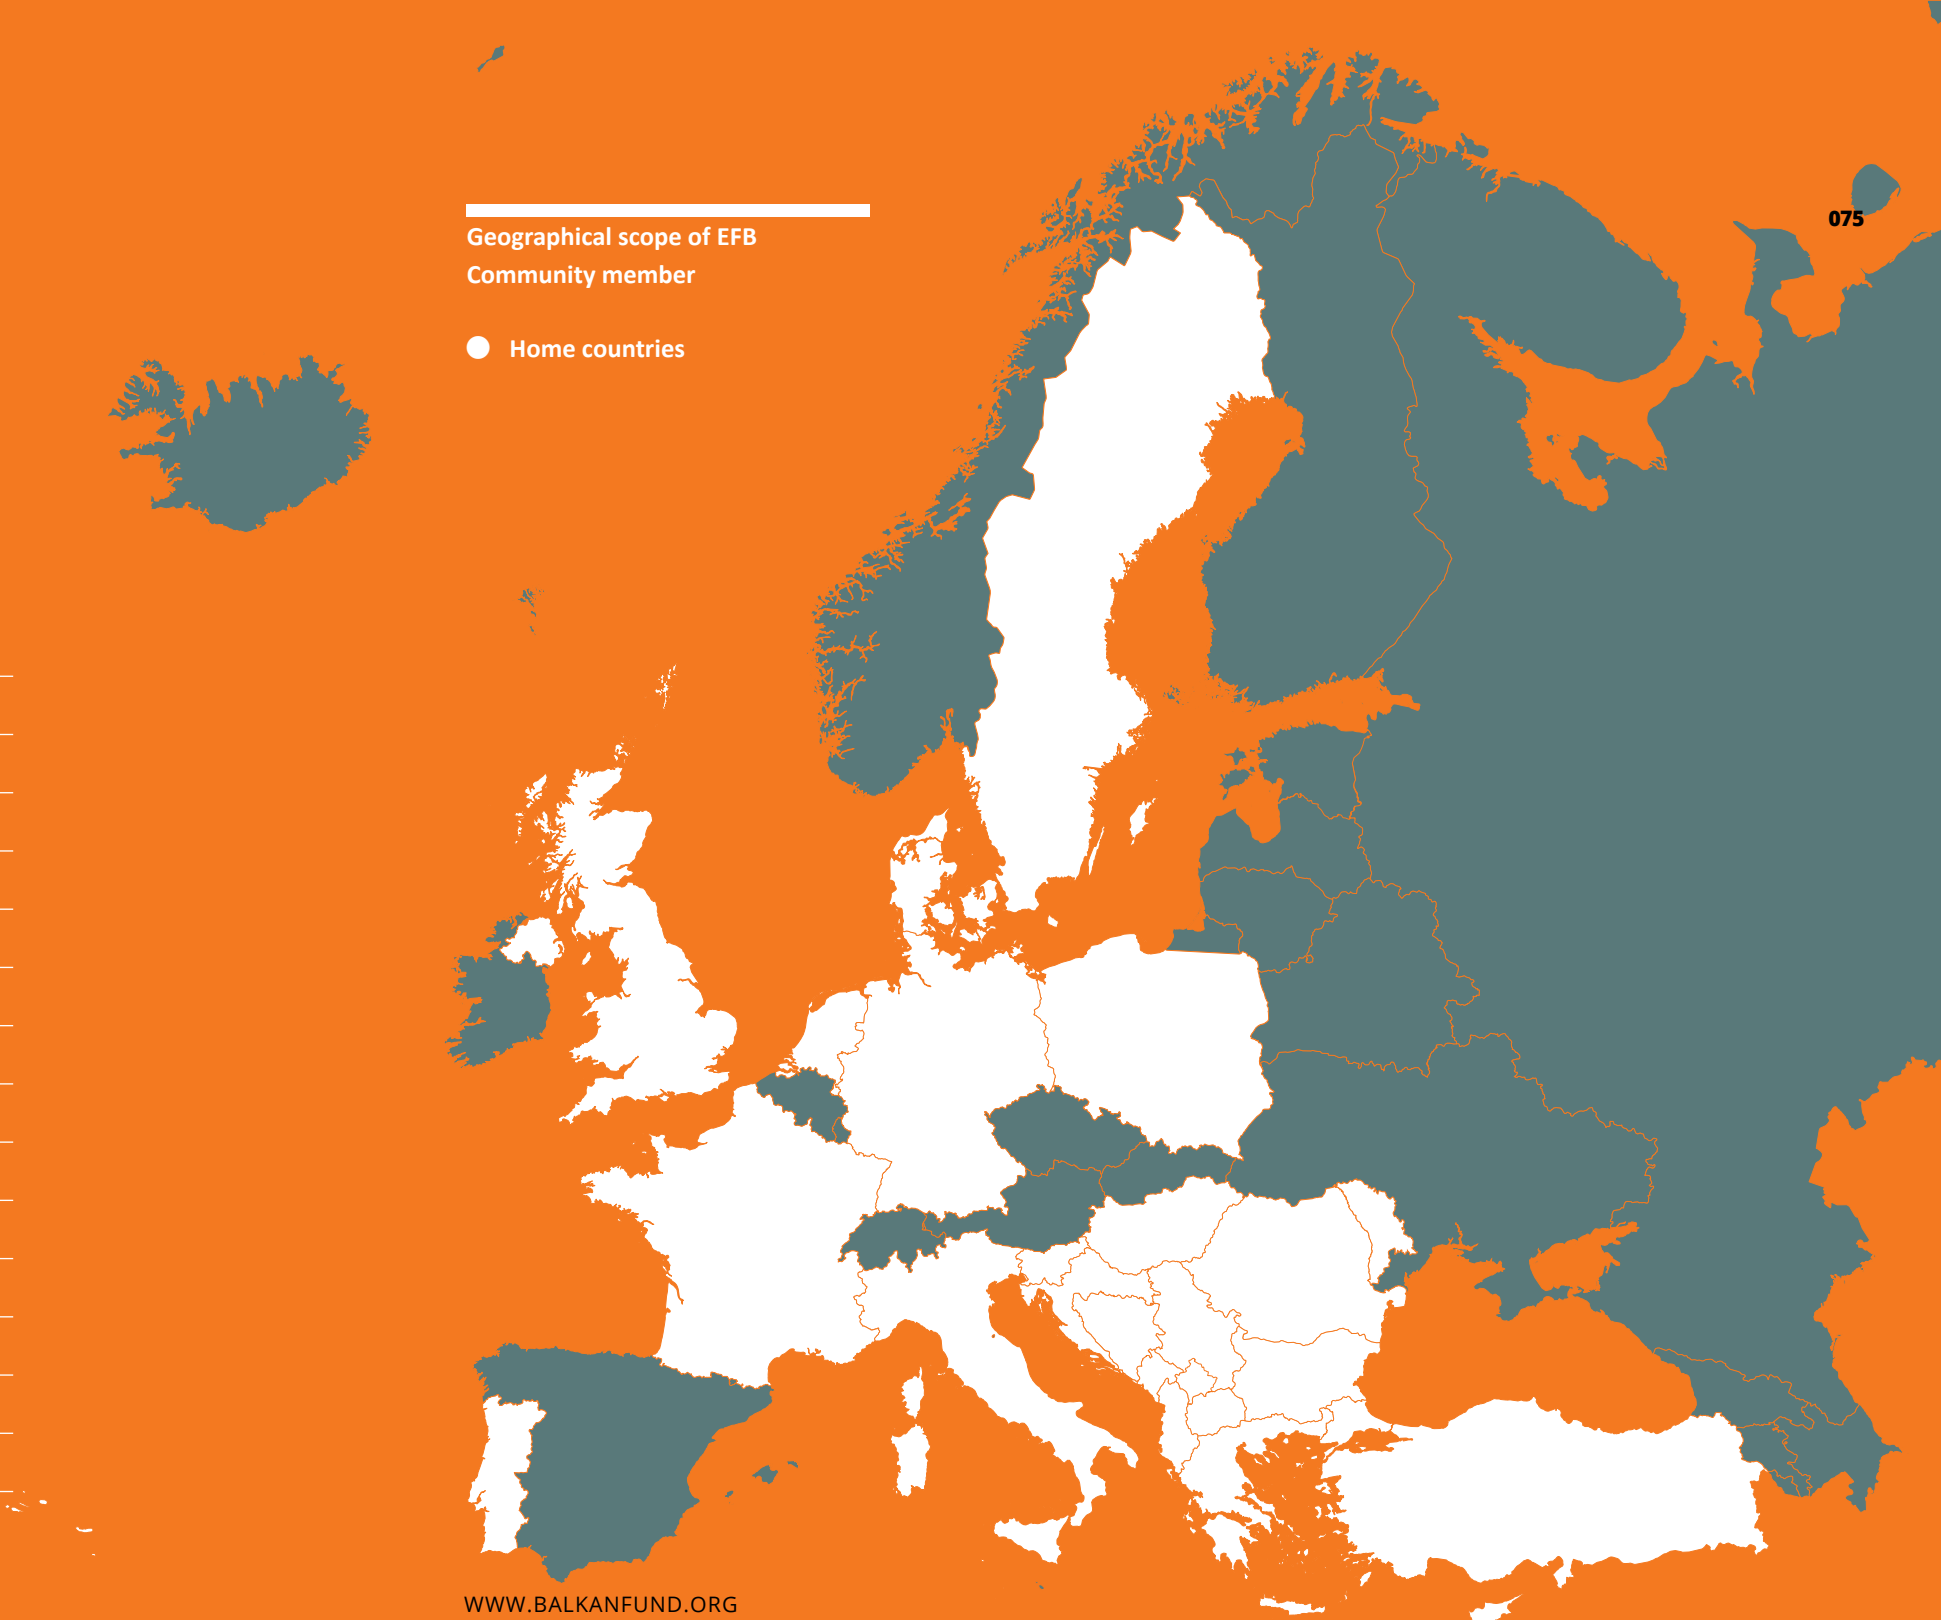 Geographical scope of EFB
Community member
Home countries
075
WWW.BALKANFUND.ORG